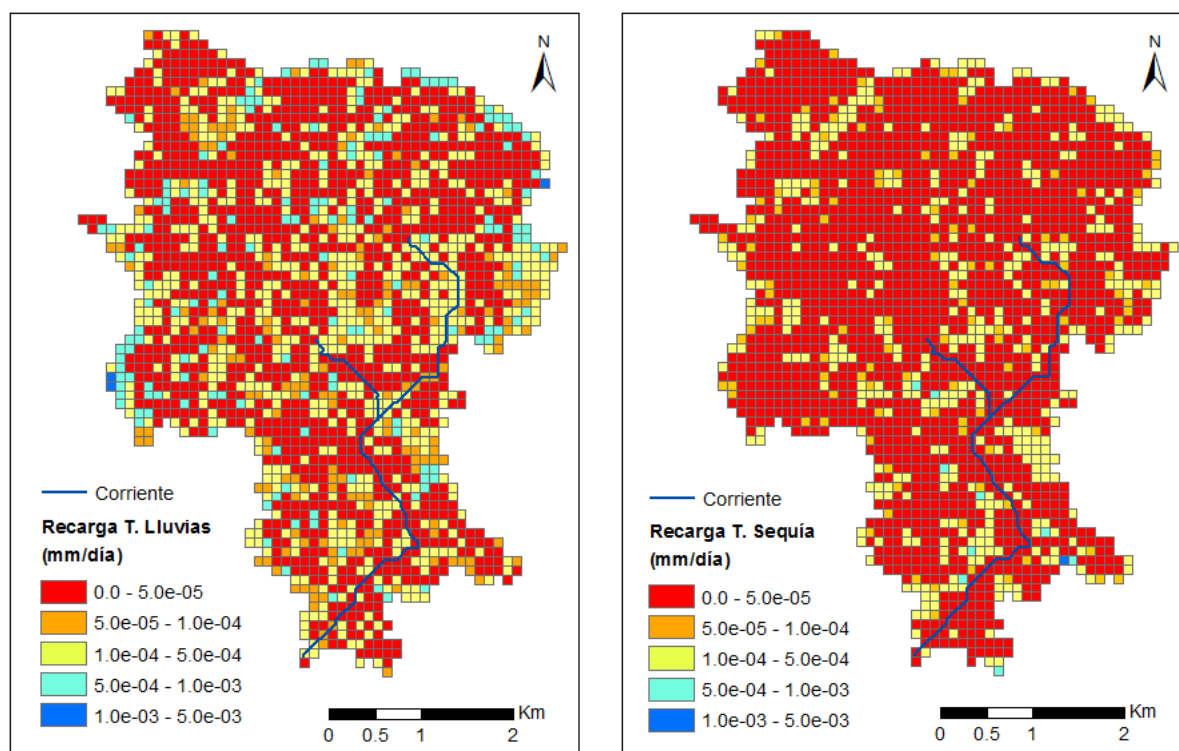 N
Corriente
Recarga T. Lluvias
(mm/día)
0.0 - 5.0e-05
5.0e-05 - 1.0e-04
1.0e-04 - 5.0e-04
5.0e-04 - 1.0e-03
1.0e-03 - 5.0e-03
Km
0 0.5 1 2
N
Corriente
Recarga T. Sequía
(mm/día)
0.0 - 5.0e-05
5.0e-05 - 1.0e-04
1.0e-04 - 5.0e-04
5.0e-04 - 1.0e-03
1.0e-03 - 5.0e-03
Km
0 0.5 1 2